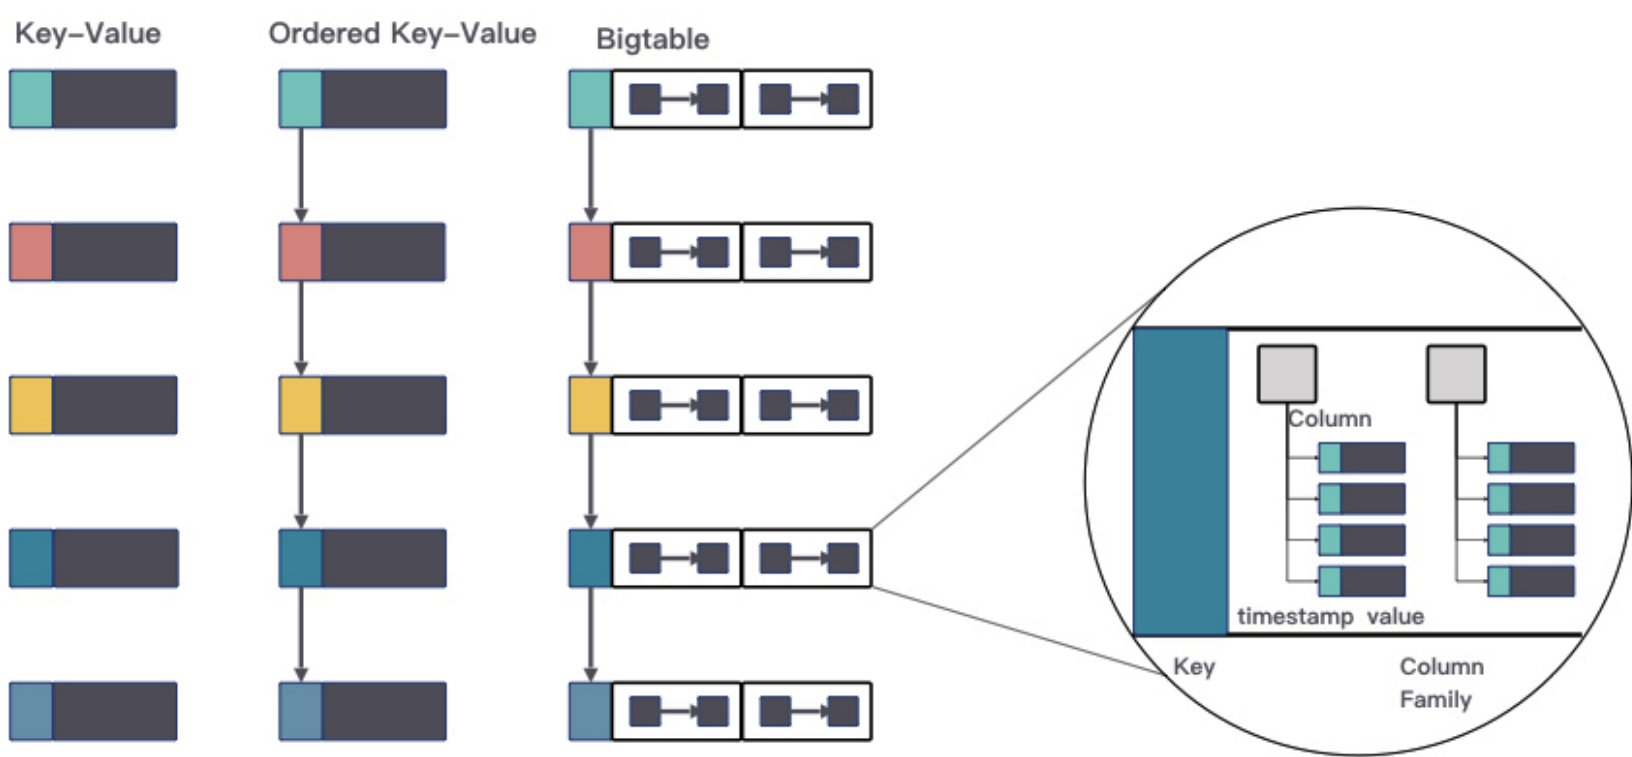 Key–Value
Ordered Key–Value
Bigtable
Column
timestamp value
Key
Column
Family